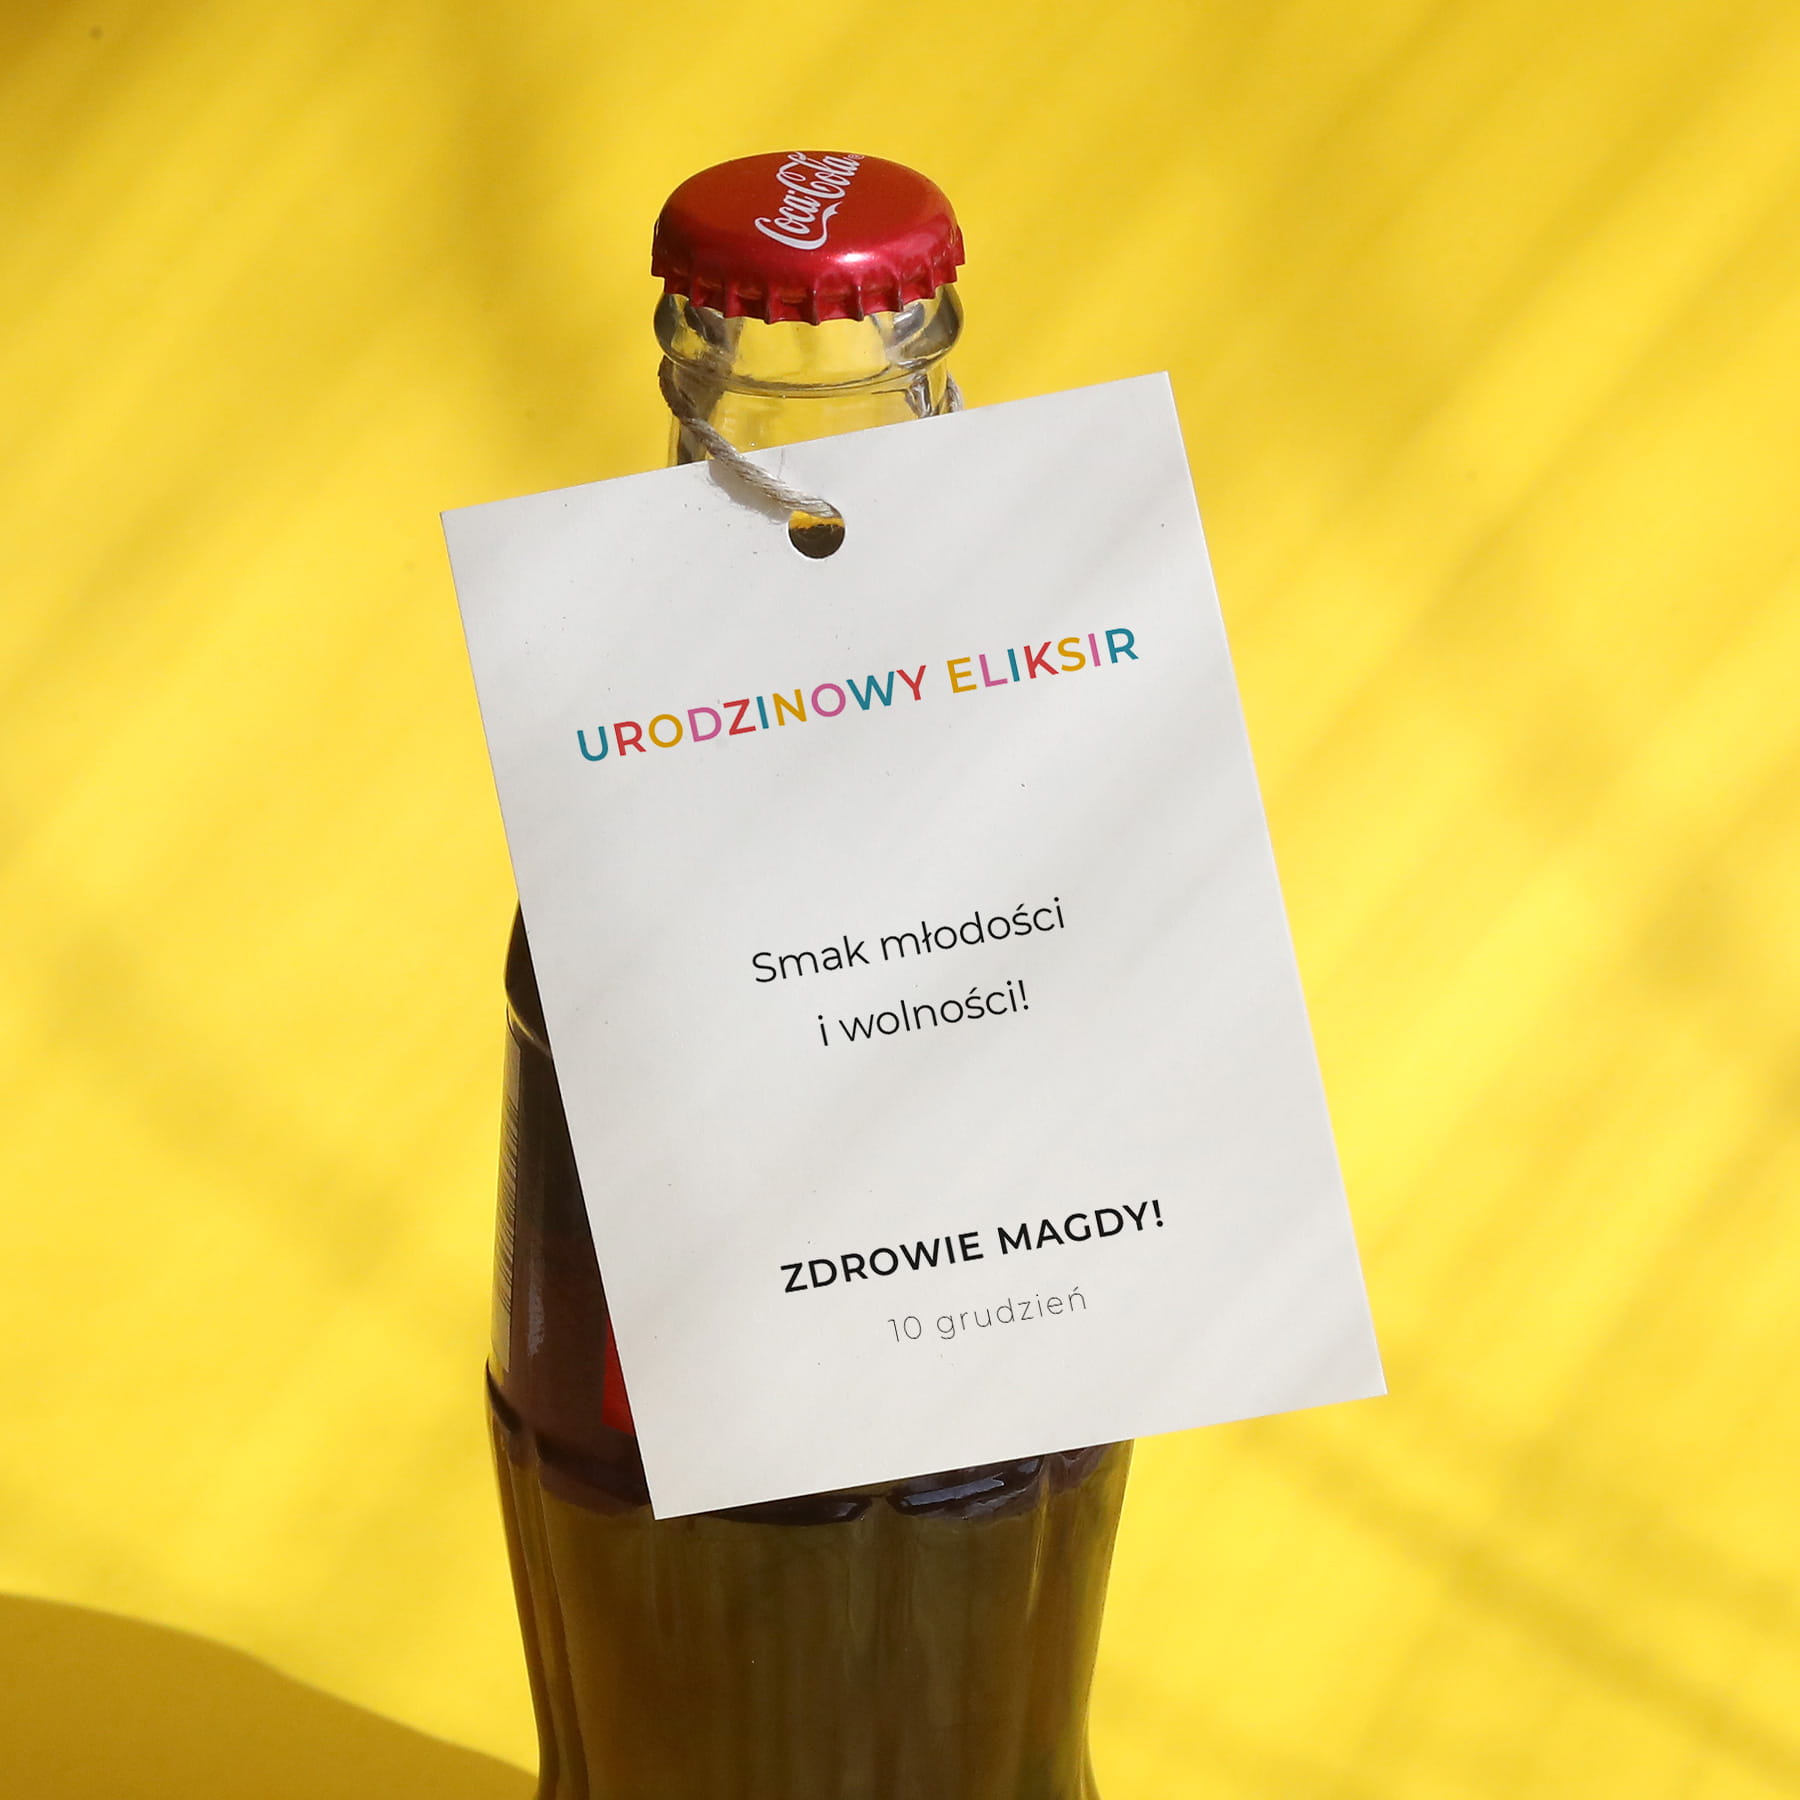 Coca-Cola®
URODZINOWY ELIKSIR
Smak młodości
i wolności!
ZDROWIE MAGDY!
10 grudzień